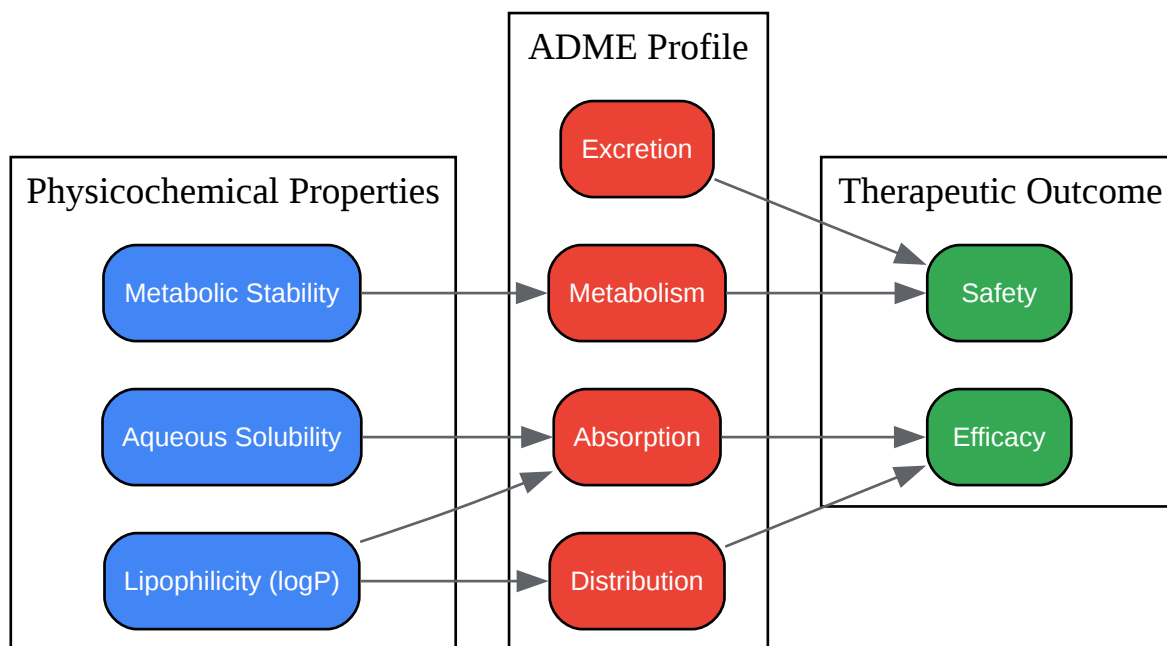 Physicochemical Properties
Metabolic Stability
Aqueous Solubility
Lipophilicity (logP)
ADME Profile
Excretion
Metabolism
Absorption
Distribution
Therapeutic Outcome
Safety
Efficacy